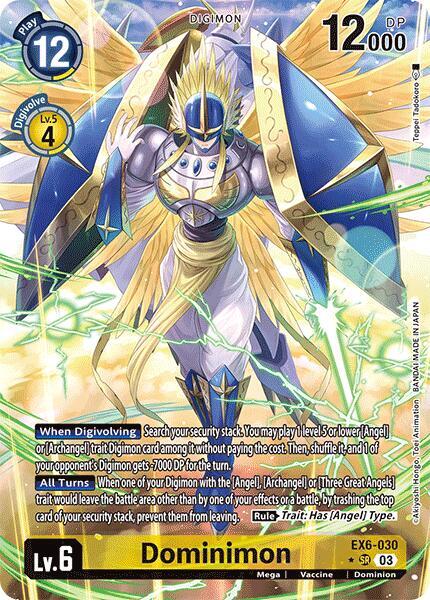 DIGIMON
Play
12
DP
12000
Digivolve
Lv.5
4
Teppei Tadokoro
©Akiyoshi Hongo, Toei Animation BANDAI MADE IN JAPAN
When Digivolving Search your security stack. You may play 1 level 5 or lower [Angel]
or [Archangel] trait Digimon card among it without paying the cost. Then, shuffle it, and 1 of
your opponent's Digimon gets -7000 DP for the turn.
All Turns When one of your Digimon with the [Angel], [Archangel] or [Three Great Angels]
trait would leave the battle area other than by one of your effects or a battle, by trashing the top
card of your security stack, prevent them from leaving. Rule Trait: Has [Angel] Type.
Lv.6
Dominimon
EX6-030
★ SR 03
Mega | Vaccine | Dominion